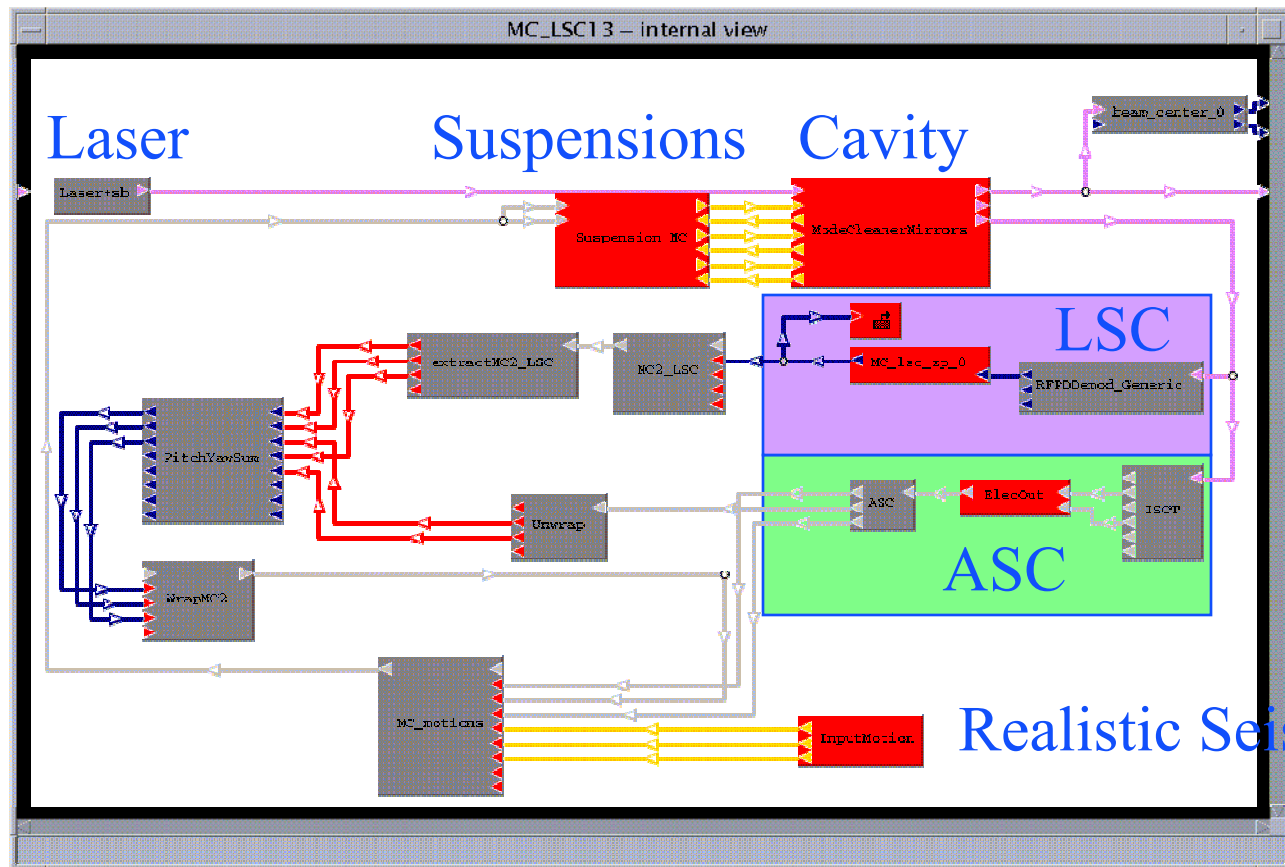 MC_LSC13 – internal view
beam_center_0
Laser
Suspensions
Cavity
Laser+sb
Suspension MC
ModeCleanerMirrors
LSC
extractMC2_LSC
MC2_LSC
MC_lsc_zp_0
RFPDDemod_Generic
PitchYawSum
Unwrap
ASC
ElecOut
ISCT
ASC
WrapMC2
MC_motions
InputMotion
Realistic Seis